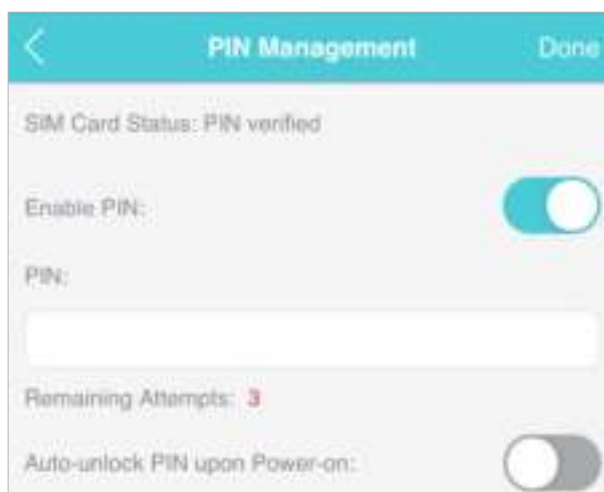 PIN Management Done
SIM Card Status: PIN verified
Enable PIN:
PIN:
Remaining Attempts: 3
Auto-unlock PIN upon Power-on: